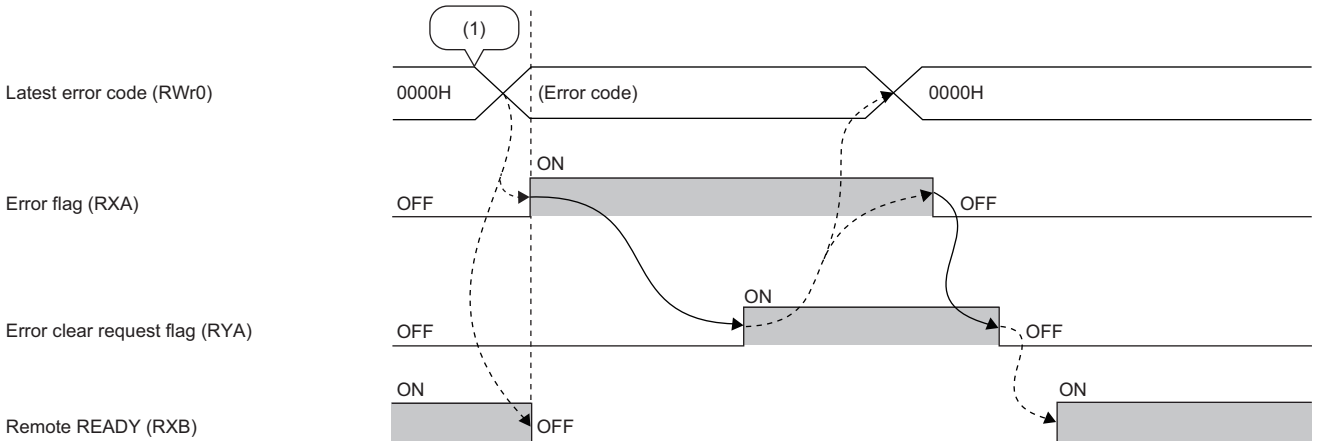 (1)
Latest error code (RWr0) 0000H (Error code) 0000H
ON
Error flag (RXA) OFF OFF
ON
Error clear request flag (RYA) OFF OFF
ON ON
Remote READY (RXB) OFF